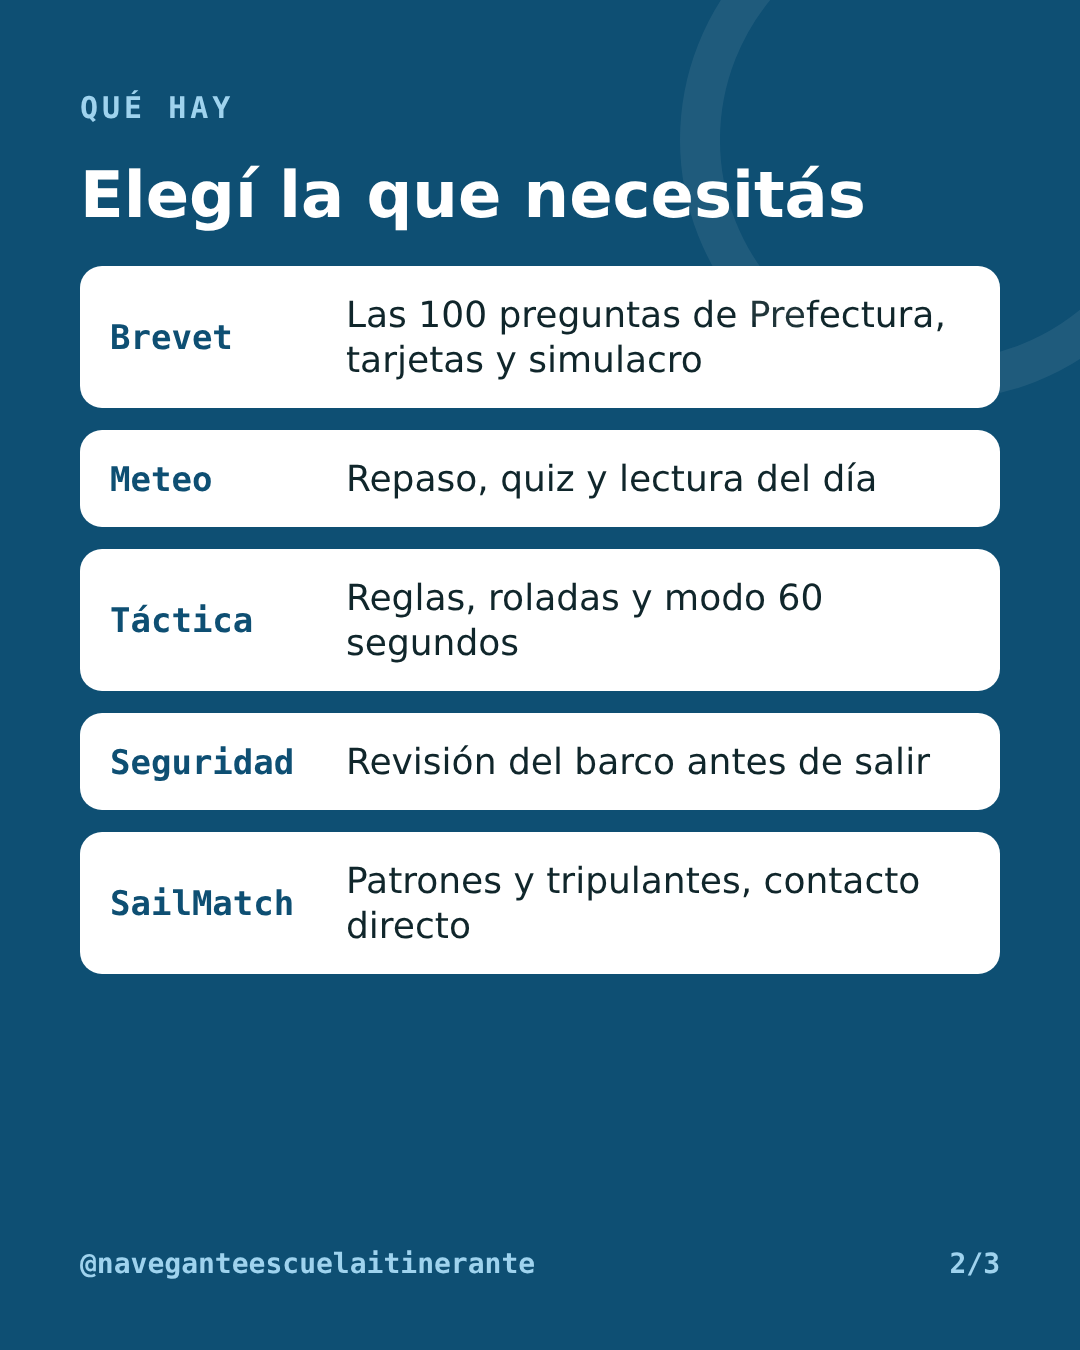 QUÉ HAY
Elegí la que necesitás
Brevet
Las 100 preguntas de Prefectura,
tarjetas y simulacro
Meteo
Repaso, quiz y lectura del día
Táctica
Reglas, roladas y modo 60
segundos
Seguridad
Revisión del barco antes de salir
SailMatch
Patrones y tripulantes, contacto
directo
@naveganteescuelaitinerante
2/3